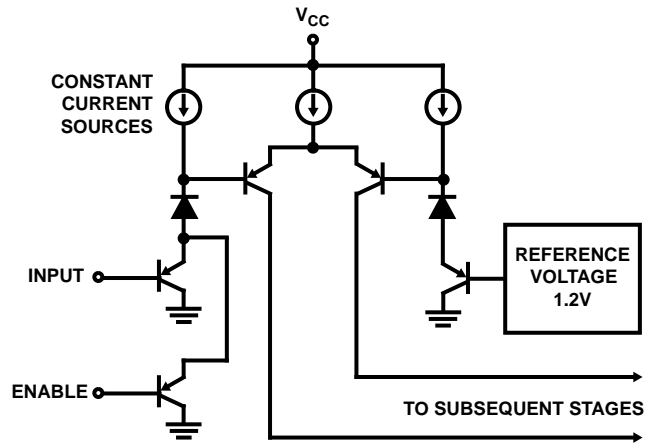 VCC
CONSTANT
CURRENT
SOURCES
INPUT
REFERENCE
VOLTAGE
1.2V
ENABLE
TO SUBSEQUENT STAGES